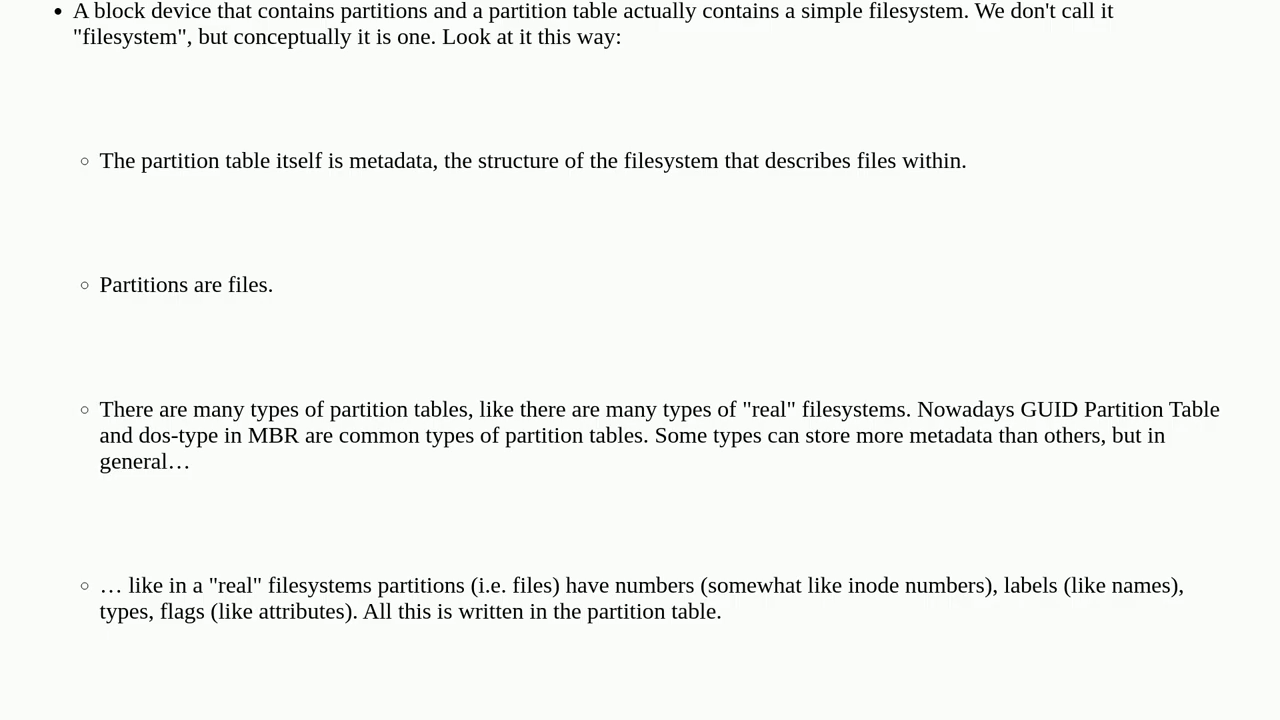 • A block device that contains partitions and a partition table actually contains a simple filesystem. We don't call it
"filesystem", but conceptually it is one. Look at it this way:
◦ The partition table itself is metadata, the structure of the filesystem that describes files within.
◦ Partitions are files.
◦ There are many types of partition tables, like there are many types of "real" filesystems. Nowadays GUID Partition Table
and dos-type in MBR are common types of partition tables. Some types can store more metadata than others, but in
general…
◦ … like in a "real" filesystems partitions (i.e. files) have numbers (somewhat like inode numbers), labels (like names),
types, flags (like attributes). All this is written in the partition table.